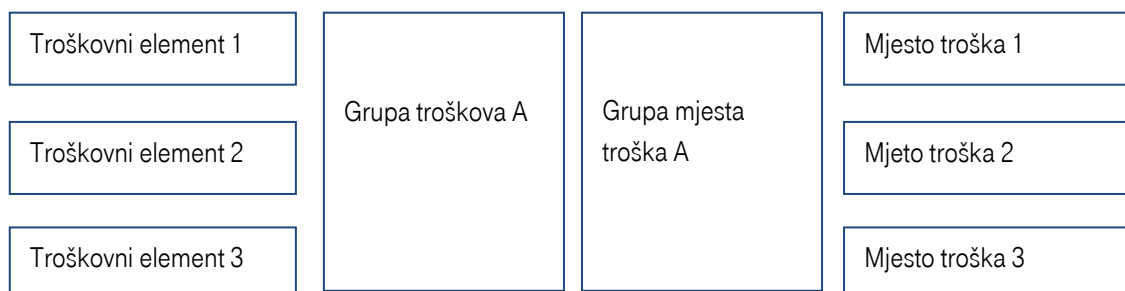 Troškovni element 1
Troškovni element 2
Troškovni element 3
Grupa troškova A
Grupa mjesta
troška A
Mjesto troška 1
Mjeto troška 2
Mjesto troška 3